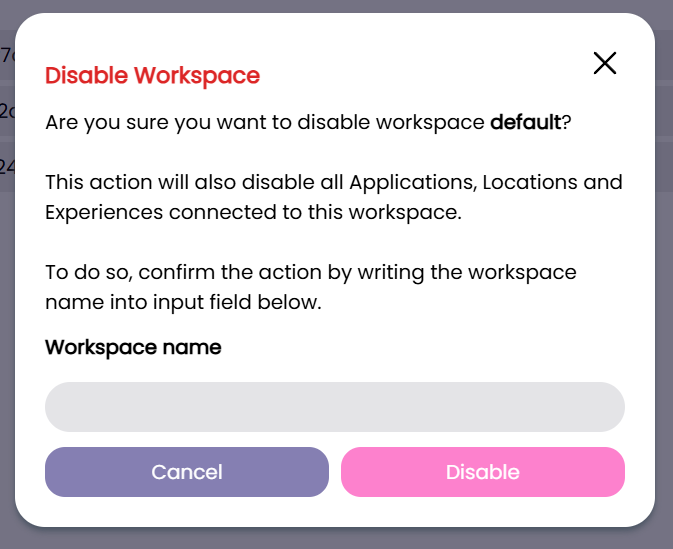 Disable Workspace
Are you sure you want to disable workspace default?
This action will also disable all Applications, Locations and
Experiences connected to this workspace.
To do so, confirm the action by writing the workspace
name into input field below.
Workspace name
Cancel
Disable